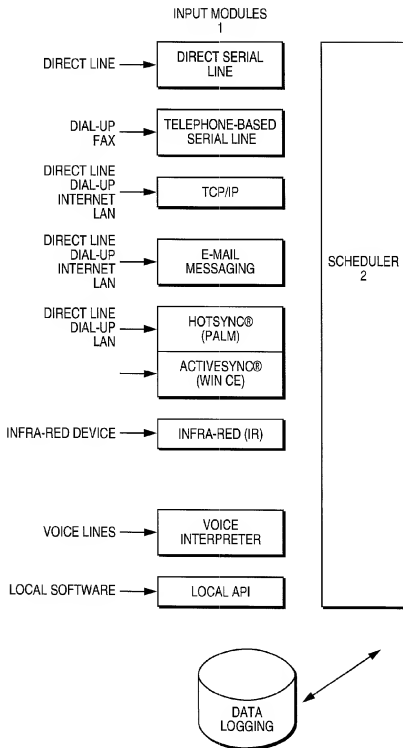 INPUT MODULES
1
DIRECT LINE
DIRECT SERIAL
LINE
DIAL-UP
FAX
TELEPHONE-BASED
SERIAL LINE
DIRECT LINE
DIAL-UP
INTERNET
LAN
TCP/IP
DIRECT LINE
DIAL-UP
INTERNET
LAN
E-MAIL
MESSAGING
SCHEDULER
2
DIRECT LINE
DIAL-UP
LAN
HOTSYNC®
(PALM)
ACTIVESYNC®
(WIN CE)
INFRA-RED DEVICE
INFRA-RED (IR)
VOICE LINES
VOICE
INTERPRETER
LOCAL SOFTWARE
LOCAL API
DATA
LOGGING